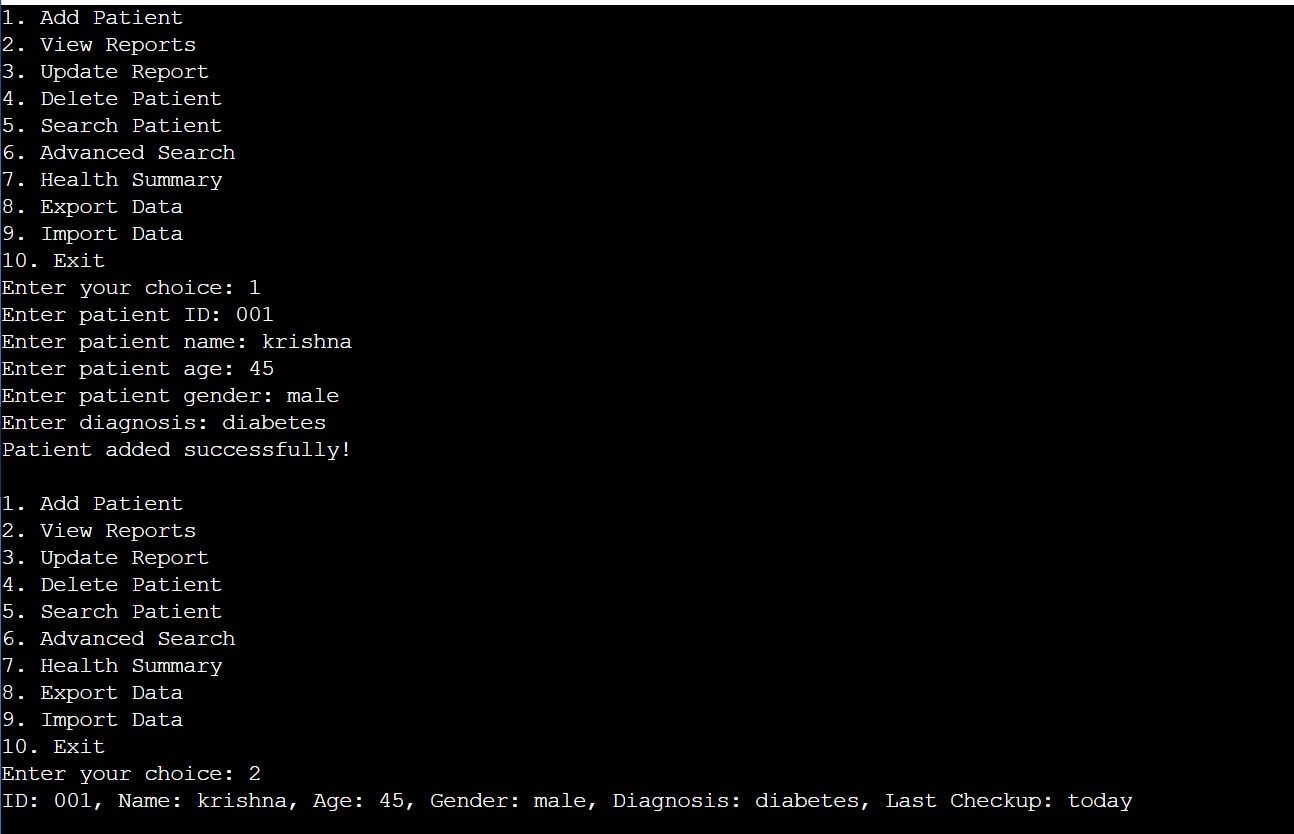 1. Add Patient
2. View Reports
3. Update Report
4. Delete Patient
5. Search Patient
6. Advanced Search
7. Health Summary
8. Export Data
9. Import Data
10. Exit
Enter your choice: 1
Enter patient ID: 001
Enter patient name: krishna
Enter patient age: 45
Enter patient gender: male
Enter diagnosis: diabetes
Patient added successfully!

1. Add Patient
2. View Reports
3. Update Report
4. Delete Patient
5. Search Patient
6. Advanced Search
7. Health Summary
8. Export Data
9. Import Data
10. Exit
Enter your choice: 2
ID: 001, Name: krishna, Age: 45, Gender: male, Diagnosis: diabetes, Last Checkup: today